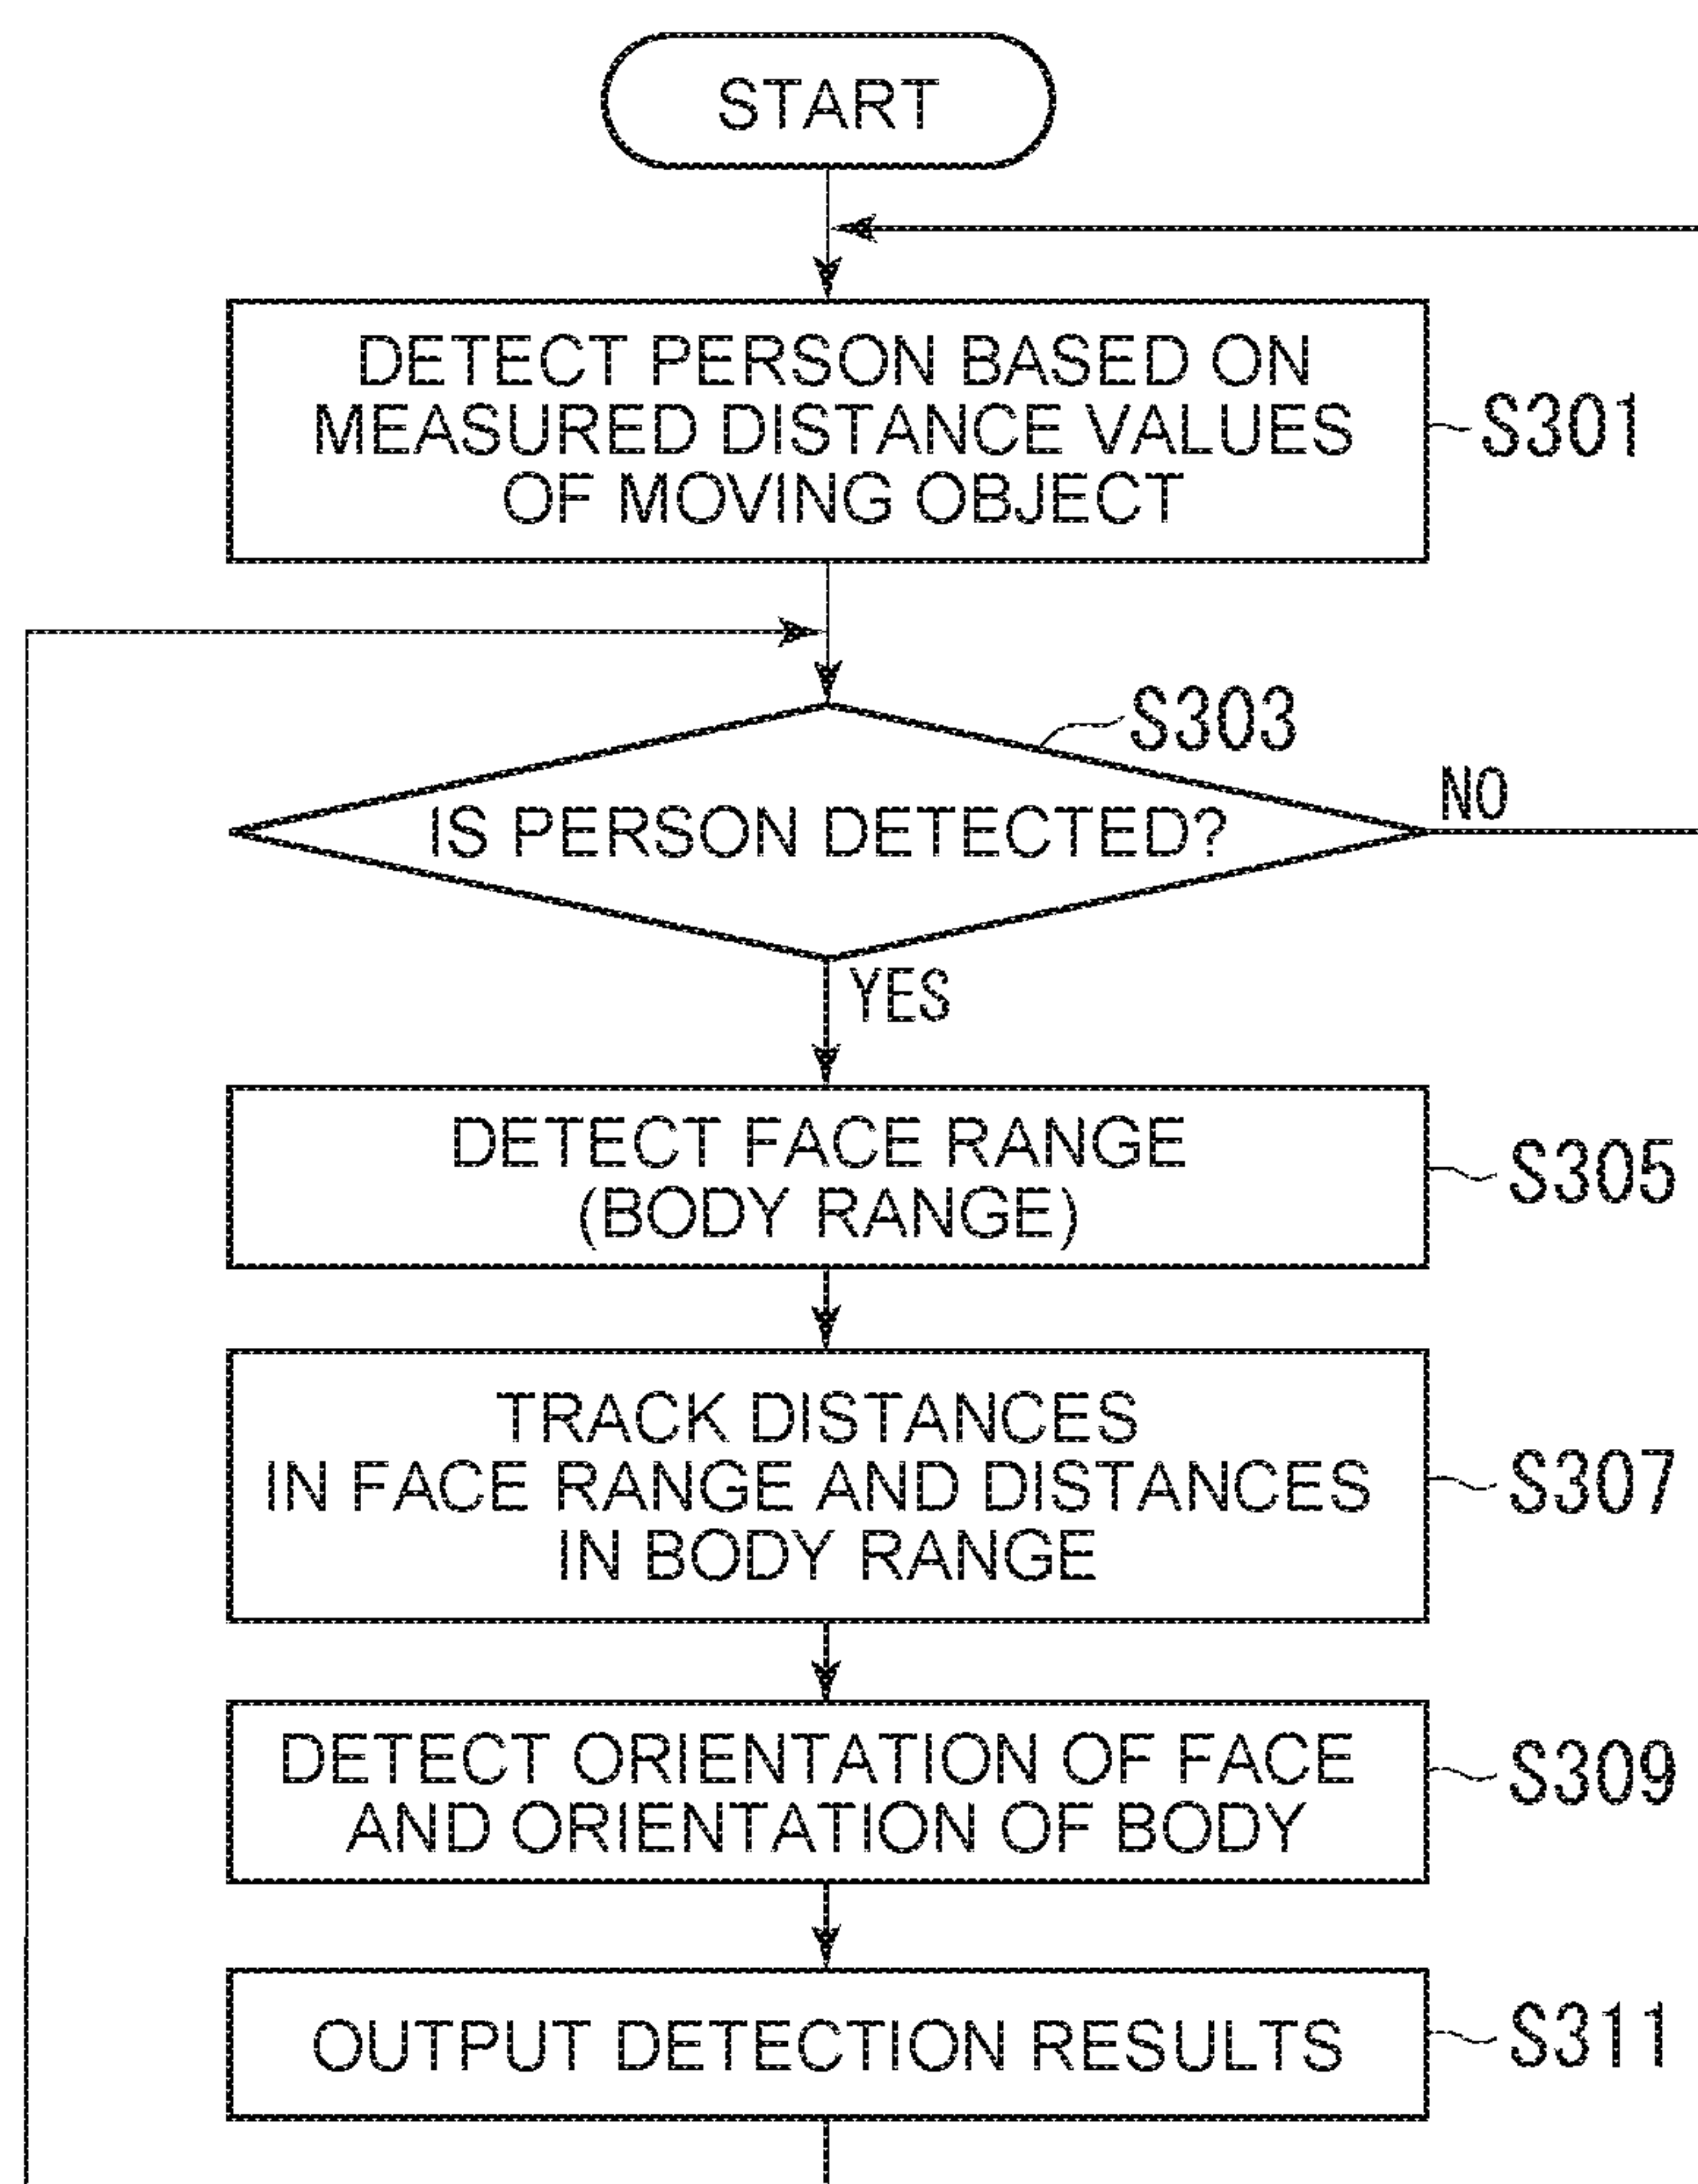 START
DETECT PERSON BASED ON
MEASURED DISTANCE VALUES
OF MOVING OBJECT
S301
S303
IS PERSON DETECTED?
NO
YES
DETECT FACE RANGE
(BODY RANGE)
S305
TRACK DISTANCES
IN FACE RANGE AND DISTANCES
IN BODY RANGE
S307
DETECT ORIENTATION OF FACE
AND ORIENTATION OF BODY
S309
OUTPUT DETECTION RESULTS
S311